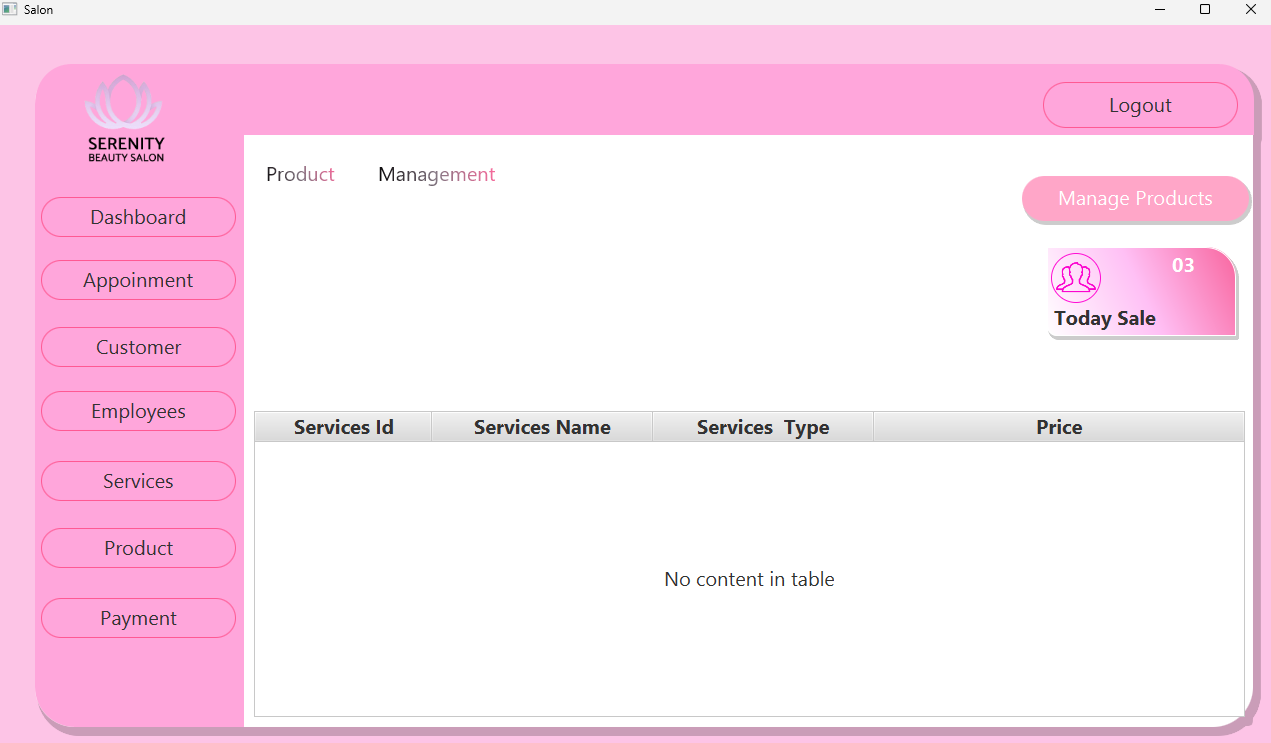 Salon
SERENITY
BEAUTY SALON
Logout
Product Management
Manage Products
Dashboard
Appoinment
Customer
Employees
Services
Product
Payment
03
Today Sale
Services Id Services Name Services Type Price
No content in table